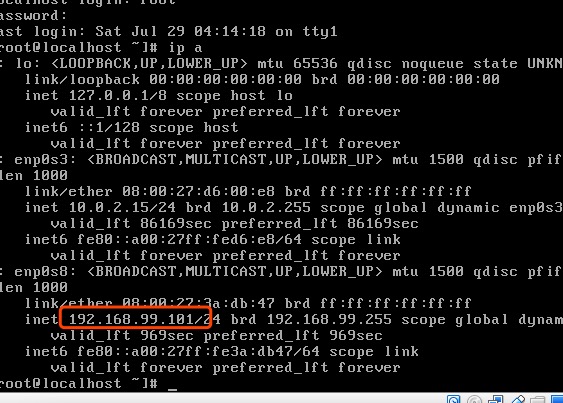 ocalhost login: root
assword:
ast login: Sat Jul 29 04:14:18 on tty1
root@localhost ~]# ip a
: lo: <LOOPBACK,UP,LOWER_UP> mtu 65536 qdisc noqueue state UNKN
link/loopback 00:00:00:00:00:00 brd 00:00:00:00:00:00
inet 127.0.0.1/8 scope host lo
valid_lft forever preferred_lft forever
inet6 ::1/128 scope host
valid_lft forever preferred_lft forever
: enp0s3: <BROADCAST,MULTICAST,UP,LOWER_UP> mtu 1500 qdisc pfif
len 1000
link/ether 08:00:27:d6:00:e8 brd ff:ff:ff:ff:ff:ff
inet 10.0.2.15/24 brd 10.0.2.255 scope global dynamic enp0s3
valid_lft 86169sec preferred_lft 86169sec
inet6 fe80::a00:27ff:fed6:e8/64 scope link
valid_lft forever preferred_lft forever
: enp0s8: <BROADCAST,MULTICAST,UP,LOWER_UP> mtu 1500 qdisc pfif
len 1000
link/ether 08:00:27:3a:db:47 brd ff:ff:ff:ff:ff:ff
inet 192.168.99.101/24 brd 192.168.99.255 scope global dynam
valid_lft 969sec preferred_lft 969sec
inet6 fe80::a00:27ff:fe3a:db47/64 scope link
valid_lft forever preferred_lft forever
root@localhost ~]# _